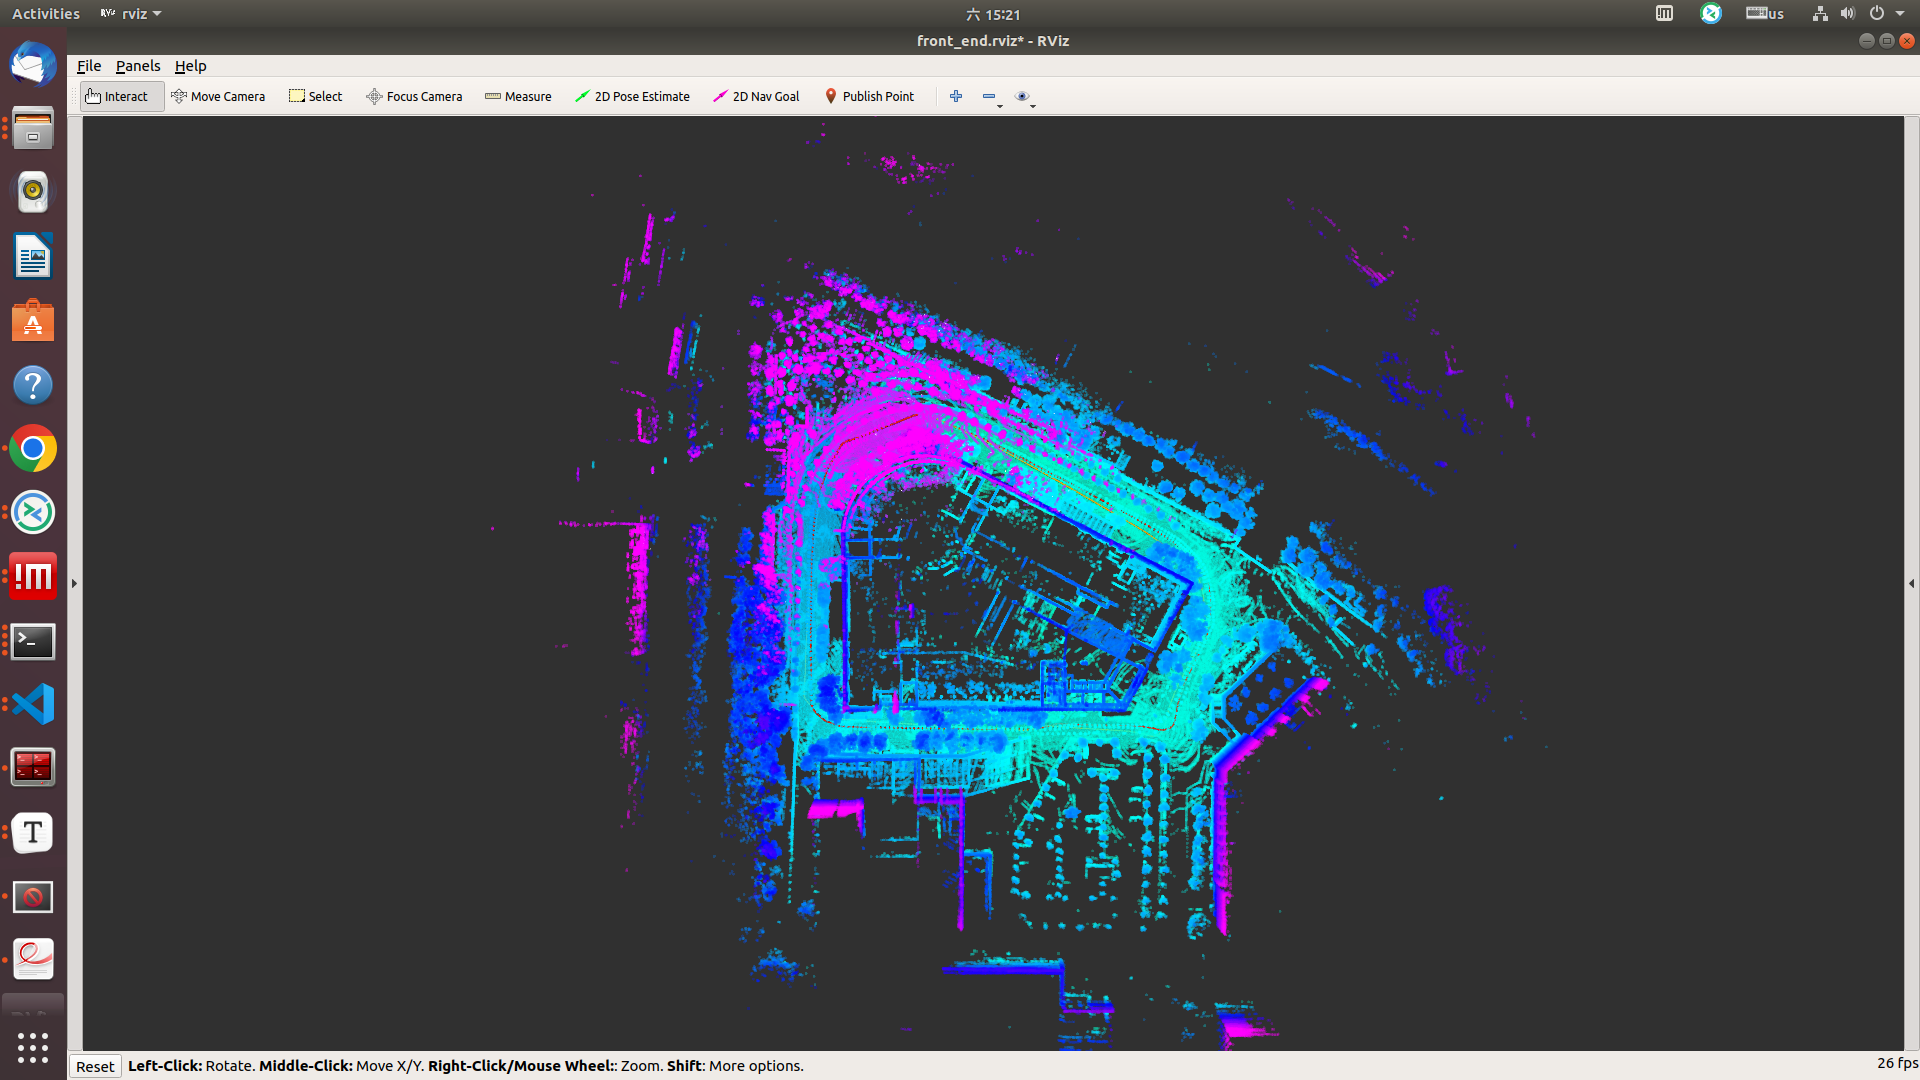 Activities
RViz rviz
六 15:21
us
front_end.rviz* - RViz
File Panels Help
Interact Move Camera Select Focus Camera Measure 2D Pose Estimate 2D Nav Goal Publish Point
Reset Left-Click: Rotate. Middle-Click: Move X/Y. Right-Click/Mouse Wheel:: Zoom. Shift: More options.
26 fps